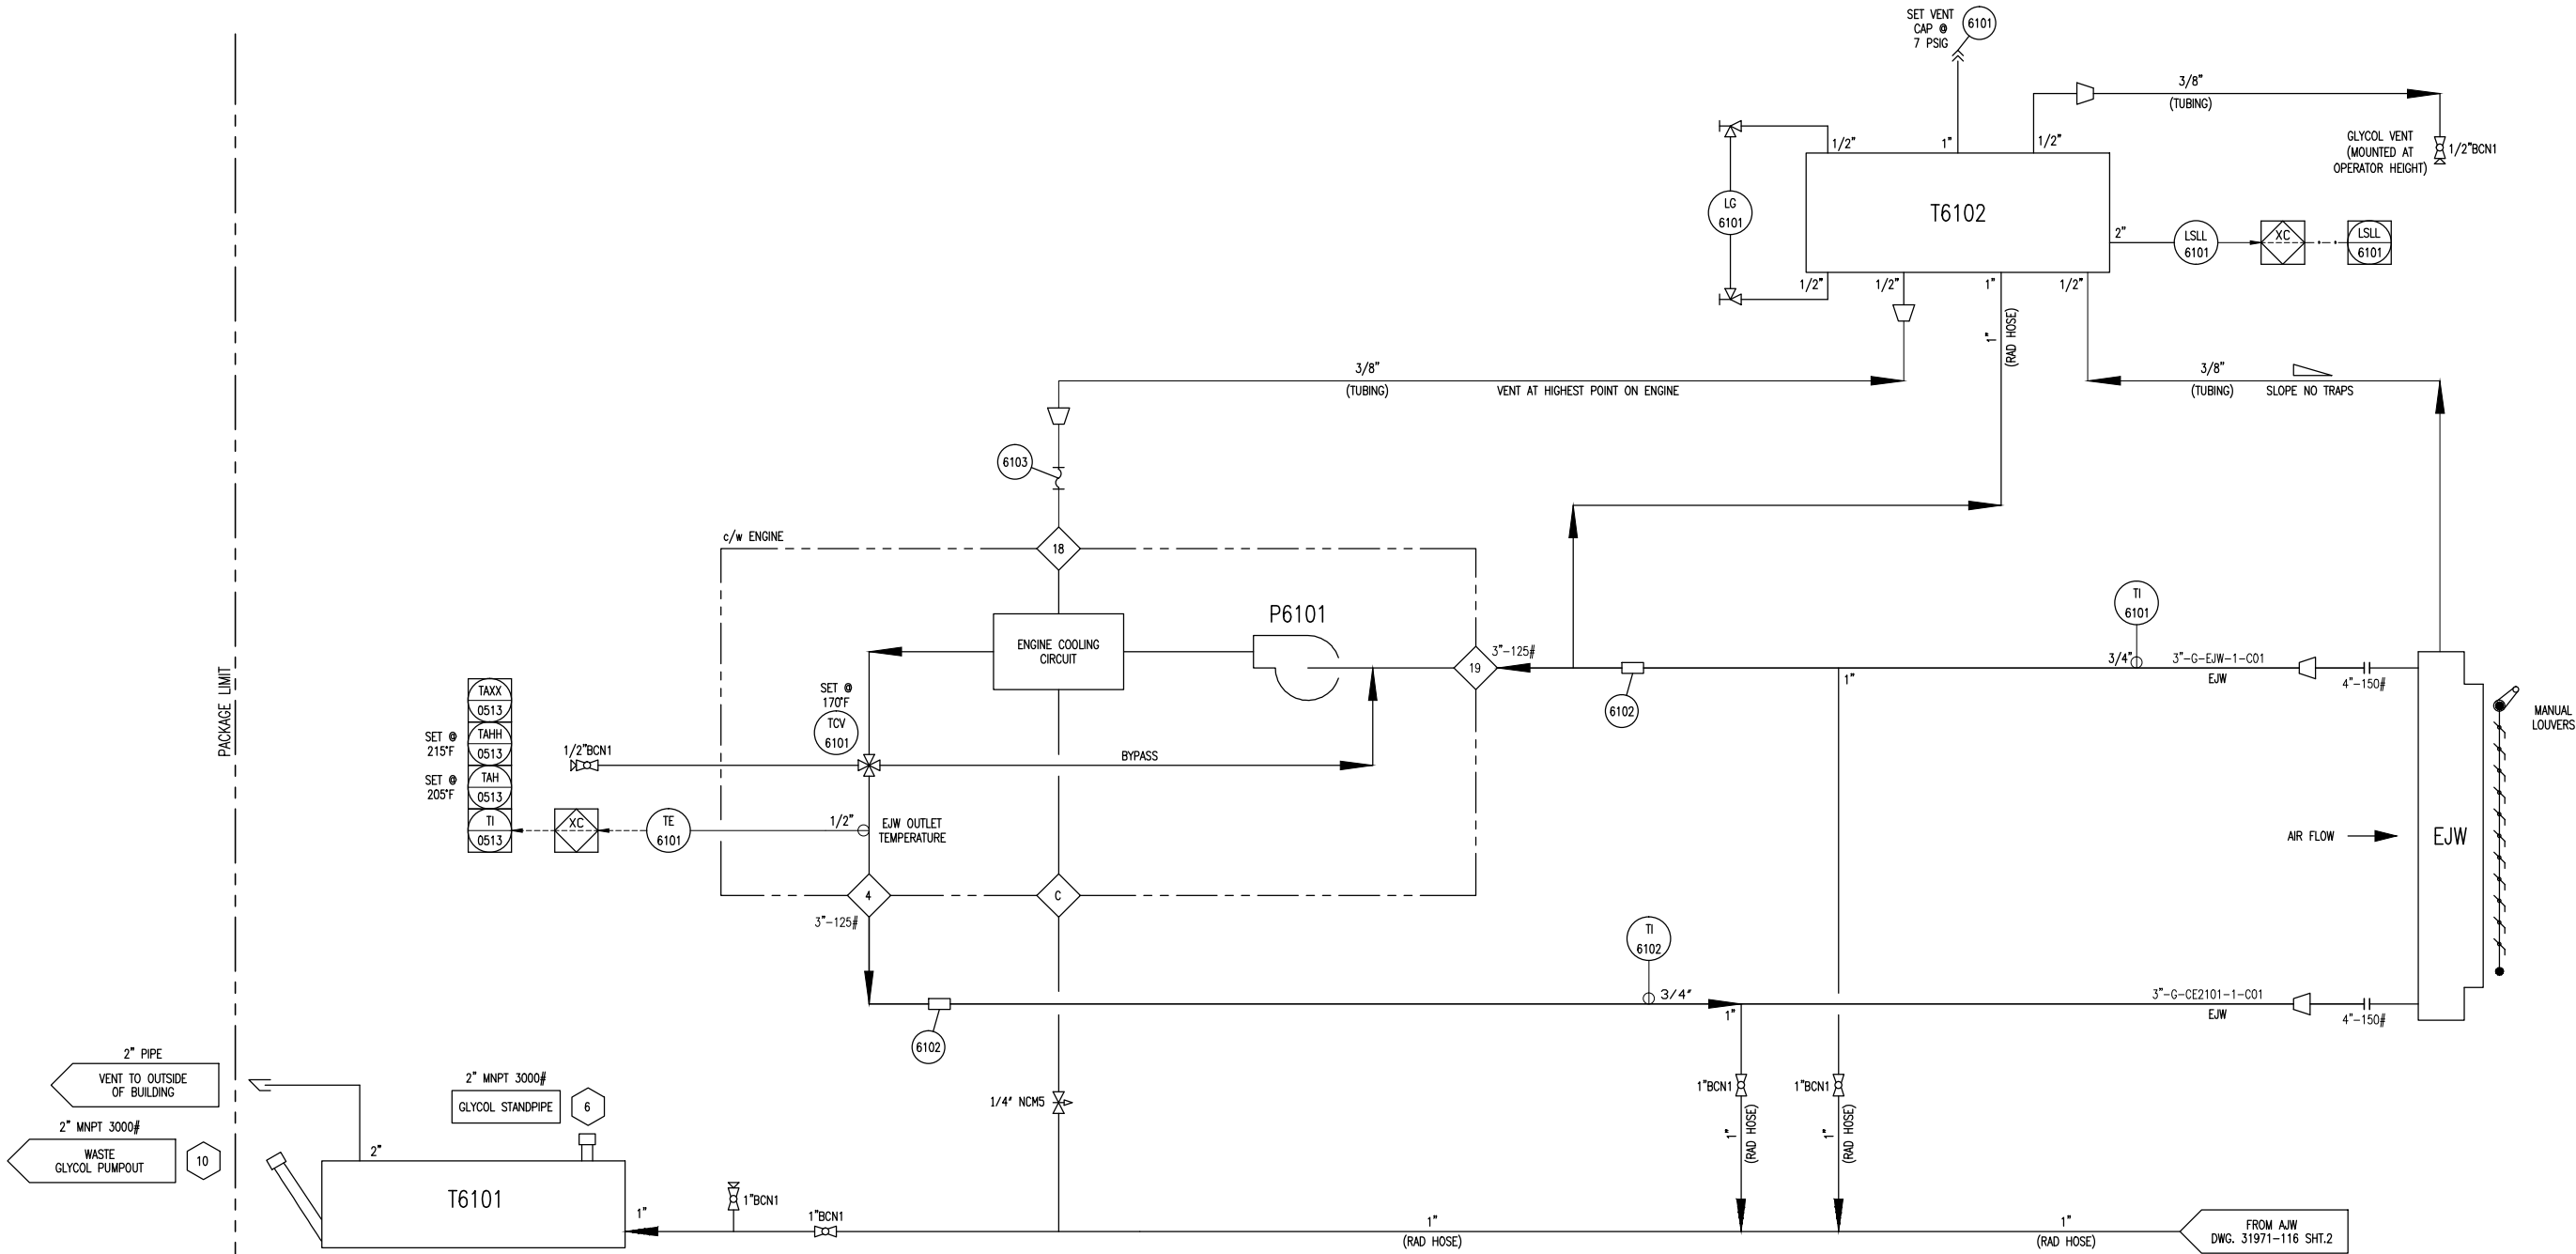 SET VENT
CAP @
7 PSIG
6101
3/8"
(TUBING)
GLYCOL VENT
(MOUNTED AT
OPERATOR HEIGHT)
1/2"BCN1
1/2"
1"
1/2"
LG
6101
T6102
2"
LSLL
6101
XC
LSLL
6101
1/2"
1/2"
1"
1/2"
1"
(RAD HOSE)
3/8"
(TUBING)
VENT AT HIGHEST POINT ON ENGINE
3/8"
(TUBING)
SLOPE NO TRAPS
6103
c/w ENGINE
18
ENGINE COOLING
CIRCUIT
P6101
19
3"-125#
6102
1"
TI
6101
3/4"
3"-G-EJW-1-C01
EJW
4"-150#
MANUAL
LOUVERS
PACKAGE LIMIT
TAXX
0513
SET @
215°F
TAHH
0513
SET @
205°F
TAH
0513
TI
0513
XC
TE
6101
1/2"
EJW OUTLET
TEMPERATURE
1/2"BCN1
SET @
170°F
TCV
6101
BYPASS
AIR FLOW
EJW
4
C
3"-125#
6102
TI
6102
3/4"
1"
3"-G-CE2101-1-C01
EJW
4"-150#
2" PIPE
VENT TO OUTSIDE
OF BUILDING
2" MNPT 3000#
WASTE
GLYCOL PUMPOUT
10
2"
2" MNPT 3000#
GLYCOL STANDPIPE
6
T6101
1"
1"BCN1
1"BCN1
1/4" NCM5
1"BCN1
1"
(RAD HOSE)
1"BCN1
1"
(RAD HOSE)
1"
(RAD HOSE)
1"
(RAD HOSE)
FROM AJW
DWG. 31971-116 SHT.2